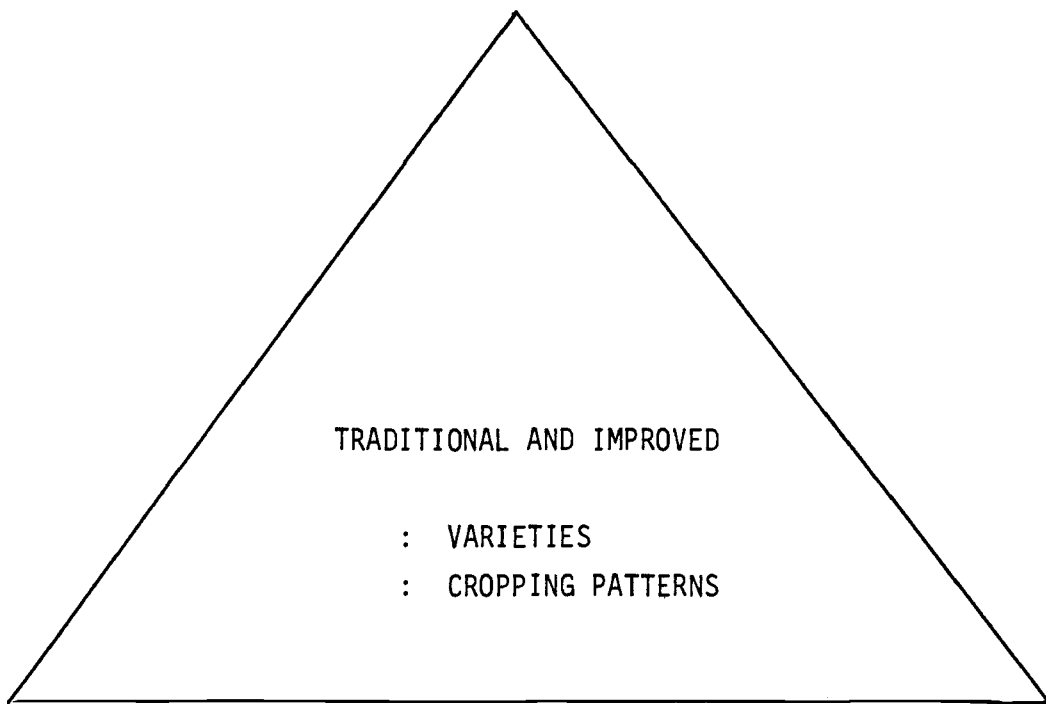 TRADITIONAL AND IMPROVED
: VARIETIES
: CROPPING PATTERNS